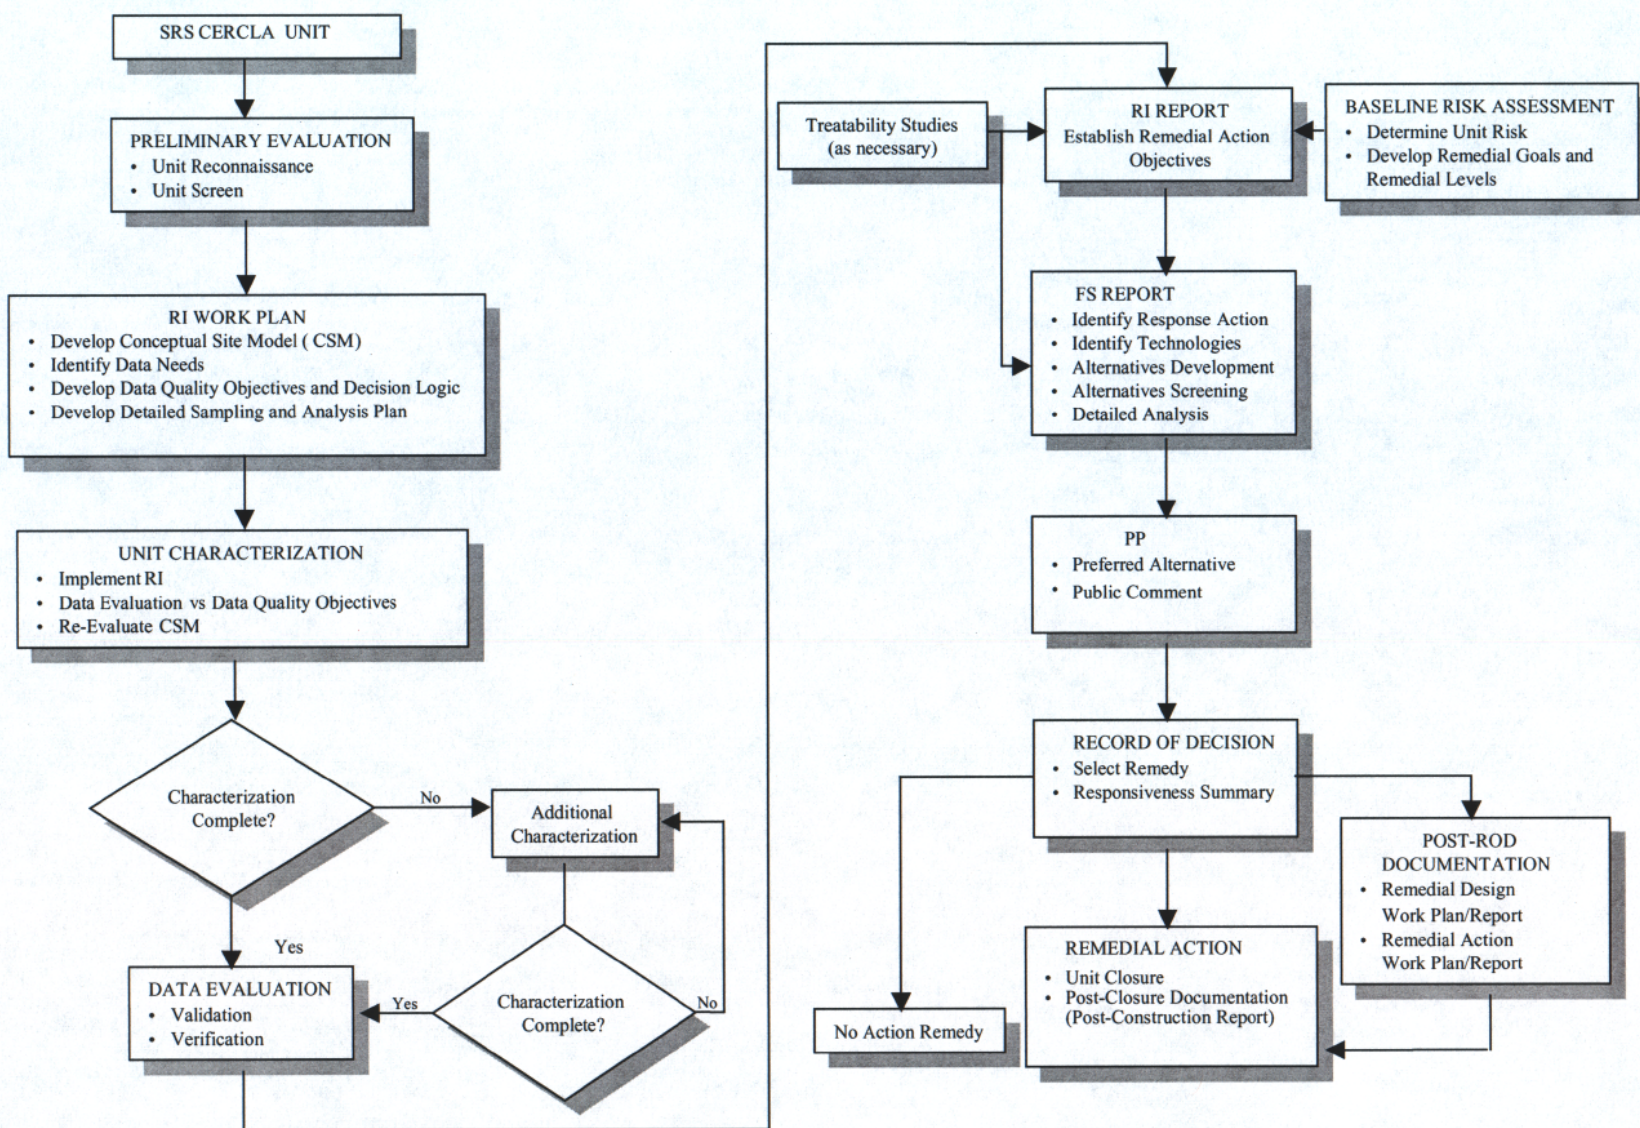 SRS CERCLA UNIT
PRELIMINARY EVALUATION
• Unit Reconnaissance
• Unit Screen
RI WORK PLAN
• Develop Conceptual Site Model ( CSM)
• Identify Data Needs
• Develop Data Quality Objectives and Decision Logic
• Develop Detailed Sampling and Analysis Plan
UNIT CHARACTERIZATION
• Implement RI
• Data Evaluation vs Data Quality Objectives
• Re-Evaluate CSM
Characterization
Complete?
No
Additional
Characterization
Yes
DATA EVALUATION
• Validation
• Verification
Yes
Characterization
Complete?
No
Treatability Studies
(as necessary)
RI REPORT
Establish Remedial Action
Objectives
BASELINE RISK ASSESSMENT
• Determine Unit Risk
• Develop Remedial Goals and
Remedial Levels
FS REPORT
• Identify Response Action
• Identify Technologies
• Alternatives Development
Alternatives Screening
• Detailed Analysis
PP
• Preferred Alternative
• Public Comment
RECORD OF DECISION
• Select Remedy
• Responsiveness Summary
POST-ROD
DOCUMENTATION
• Remedial Design
Work Plan/Report
• Remedial Action
Work Plan/Report
REMEDIAL ACTION
• Unit Closure
• Post-Closure Documentation
(Post-Construction Report)
No Action Remedy